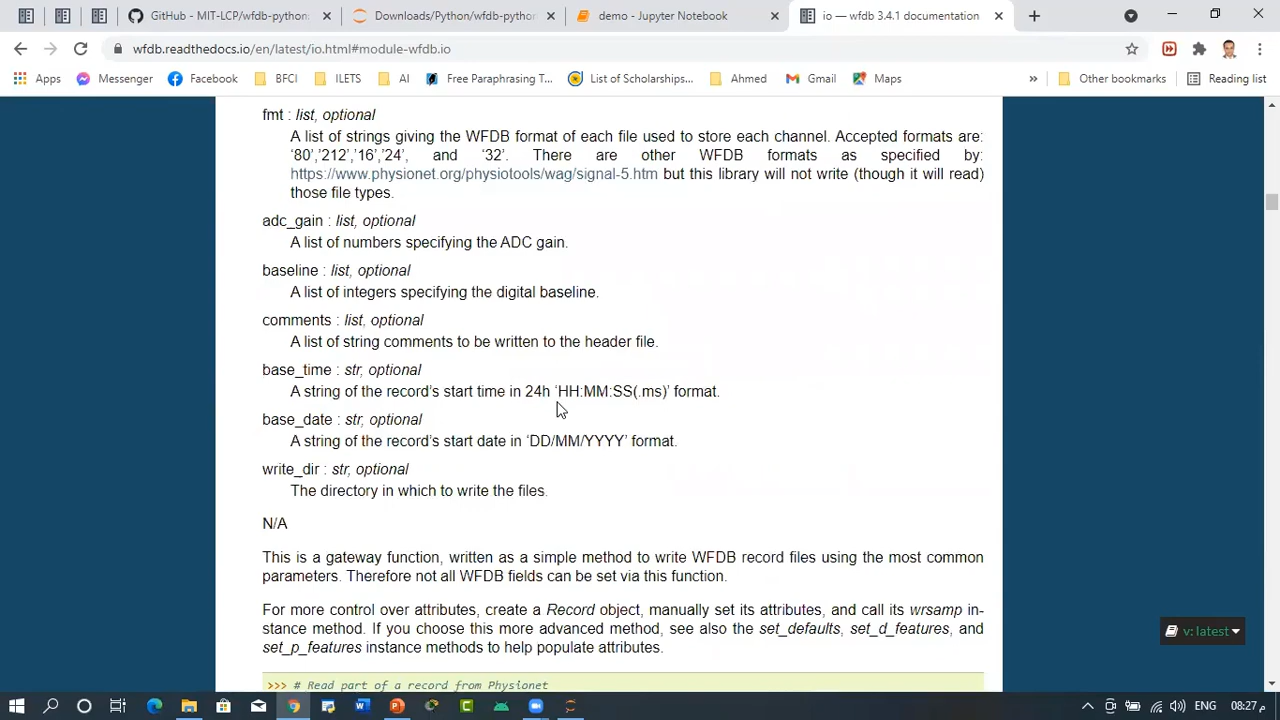 GitHub - MIT-LCP/wfdb-python:
Downloads/Python/wfdb-python
demo - Jupyter Notebook
io — wfdb 3.4.1 documentation
wfdb.readthedocs.io/en/latest/io.html#module-wfdb.io
Apps Messenger Facebook BFCI ILETS AI Free Paraphrasing T... List of Scholarships... Ahmed Gmail Maps » Other bookmarks Reading list
fmt : list, optional
A list of strings giving the WFDB format of each file used to store each channel. Accepted formats are:
‘80’,’212’,’16’,’24’, and ‘32’. There are other WFDB formats as specified by:
https://www.physionet.org/physiotools/wag/signal-5.htm but this library will not write (though it will read)
those file types.
adc_gain : list, optional
A list of numbers specifying the ADC gain.
baseline : list, optional
A list of integers specifying the digital baseline.
comments : list, optional
A list of string comments to be written to the header file.
base_time : str, optional
A string of the record’s start time in 24h ‘HH:MM:SS(.ms)’ format.
base_date : str, optional
A string of the record’s start date in ‘DD/MM/YYYY’ format.
write_dir : str, optional
The directory in which to write the files.
N/A
This is a gateway function, written as a simple method to write WFDB record files using the most common
parameters. Therefore not all WFDB fields can be set via this function.
For more control over attributes, create a Record object, manually set its attributes, and call its wrsamp in-
stance method. If you choose this more advanced method, see also the set_defaults, set_d_features, and
set_p_features instance methods to help populate attributes.
v: latest
>>> # Read part of a record from Physionet
ENG 08:27 م